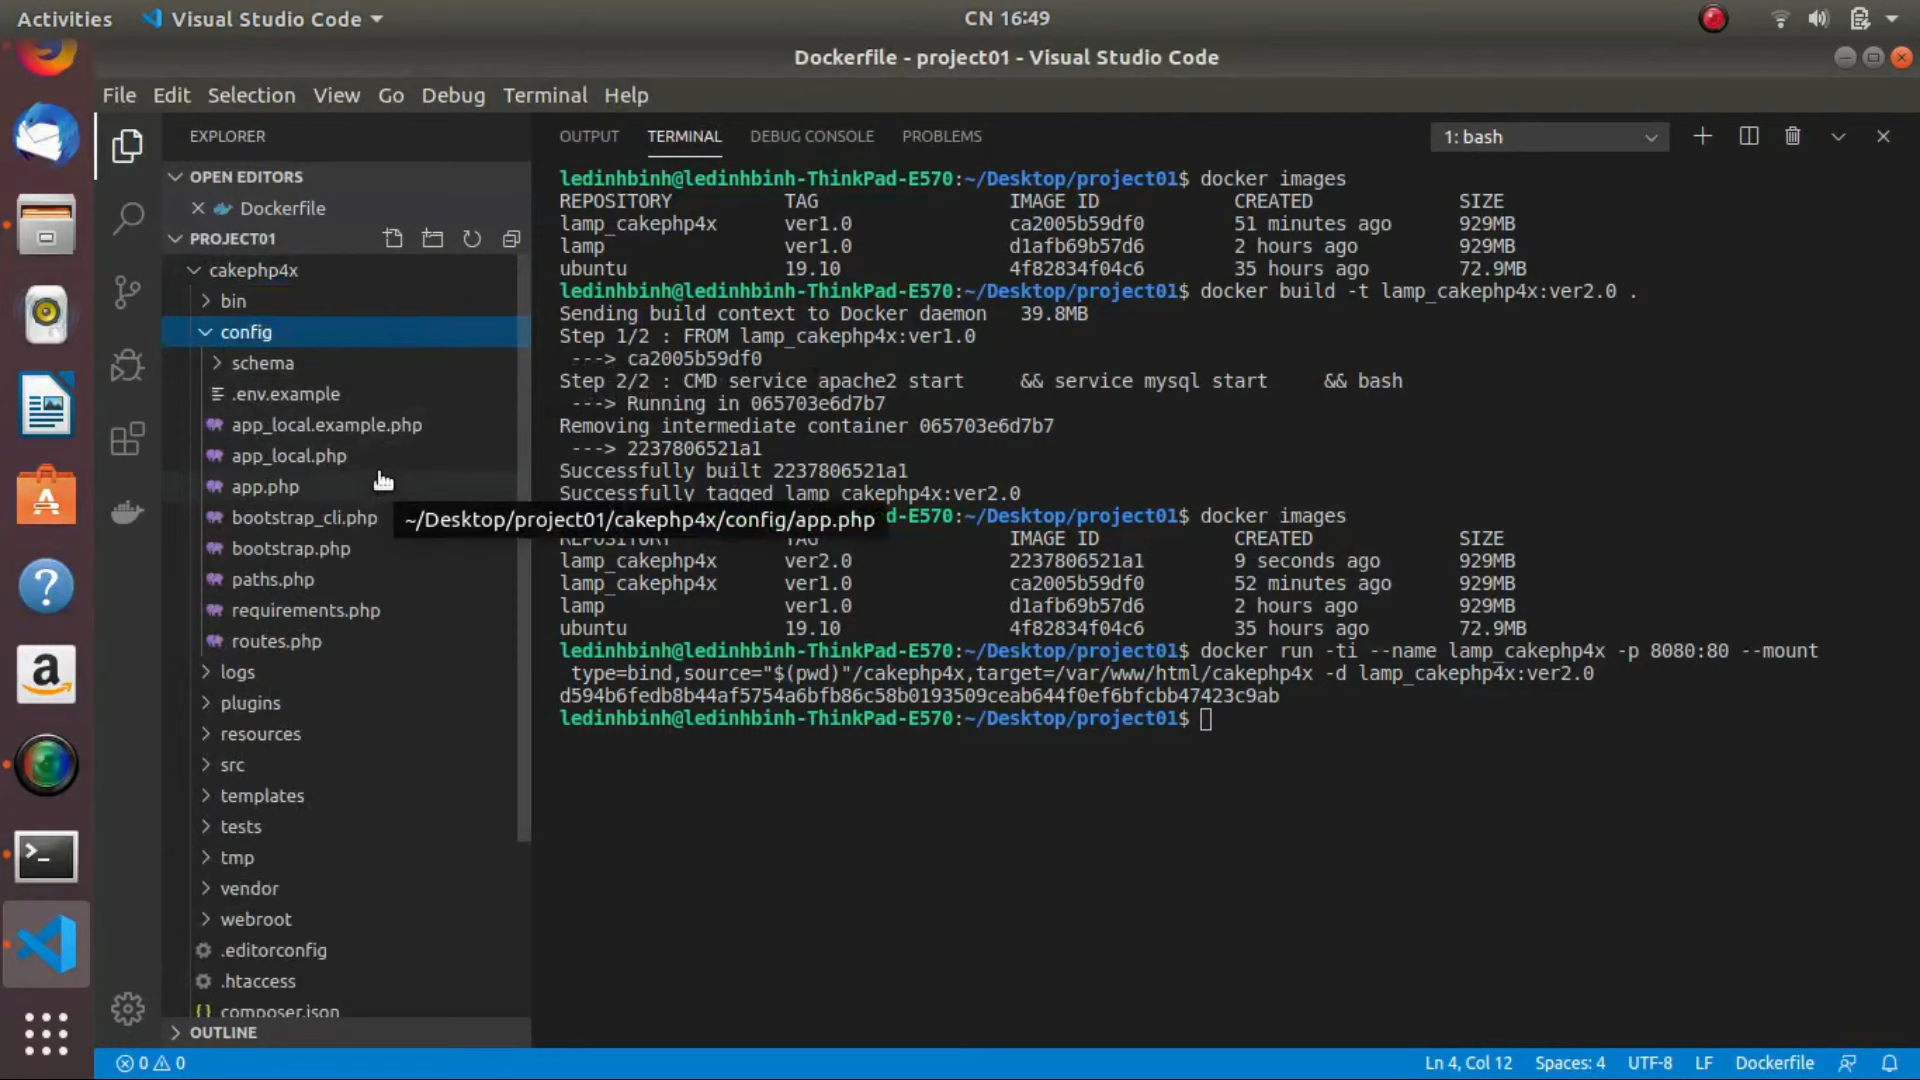 Activities
Visual Studio Code
CN 16:49
Dockerfile - project01 - Visual Studio Code
File Edit Selection View Go Debug Terminal Help
EXPLORER
OPEN EDITORS
Dockerfile
PROJECT01
cakephp4x
bin
config
schema
.env.example
app_local.example.php
app_local.php
app.php
bootstrap_cli.php
bootstrap.php
paths.php
requirements.php
routes.php
logs
plugins
resources
src
templates
tests
tmp
vendor
webroot
.editorconfig
.htaccess
composer.json
OUTLINE
~/Desktop/project01/cakephp4x/config/app.php
OUTPUT TERMINAL DEBUG CONSOLE PROBLEMS
1: bash
ledinhbinh@ledinhbinh-ThinkPad-E570:~/Desktop/project01$ docker images
REPOSITORY TAG IMAGE ID CREATED SIZE
lamp_cakephp4x ver1.0 ca2005b59df0 51 minutes ago 929MB
lamp ver1.0 d1afb69b57d6 2 hours ago 929MB
ubuntu 19.10 4f82834f04c6 35 hours ago 72.9MB
ledinhbinh@ledinhbinh-ThinkPad-E570:~/Desktop/project01$ docker build -t lamp_cakephp4x:ver2.0 .
Sending build context to Docker daemon 39.8MB
Step 1/2 : FROM lamp_cakephp4x:ver1.0
---> ca2005b59df0
Step 2/2 : CMD service apache2 start && service mysql start && bash
---> Running in 065703e6d7b7
Removing intermediate container 065703e6d7b7
---> 2237806521a1
Successfully built 2237806521a1
Successfully tagged lamp_cakephp4x:ver2.0
d-E570:~/Desktop/project01$ docker images
REPOSITORY TAG IMAGE ID CREATED SIZE
lamp_cakephp4x ver2.0 2237806521a1 9 seconds ago 929MB
lamp_cakephp4x ver1.0 ca2005b59df0 52 minutes ago 929MB
lamp ver1.0 d1afb69b57d6 2 hours ago 929MB
ubuntu 19.10 4f82834f04c6 35 hours ago 72.9MB
ledinhbinh@ledinhbinh-ThinkPad-E570:~/Desktop/project01$ docker run -ti --name lamp_cakephp4x -p 8080:80 --mount
type=bind,source="$(pwd)"/cakephp4x,target=/var/www/html/cakephp4x -d lamp_cakephp4x:ver2.0
d594b6fedb8b44af5754a6bfb86c58b0193509ceab644f0ef6bfcbb47423c9ab
ledinhbinh@ledinhbinh-ThinkPad-E570:~/Desktop/project01$
0 0
Ln 4, Col 12 Spaces: 4 UTF-8 LF Dockerfile